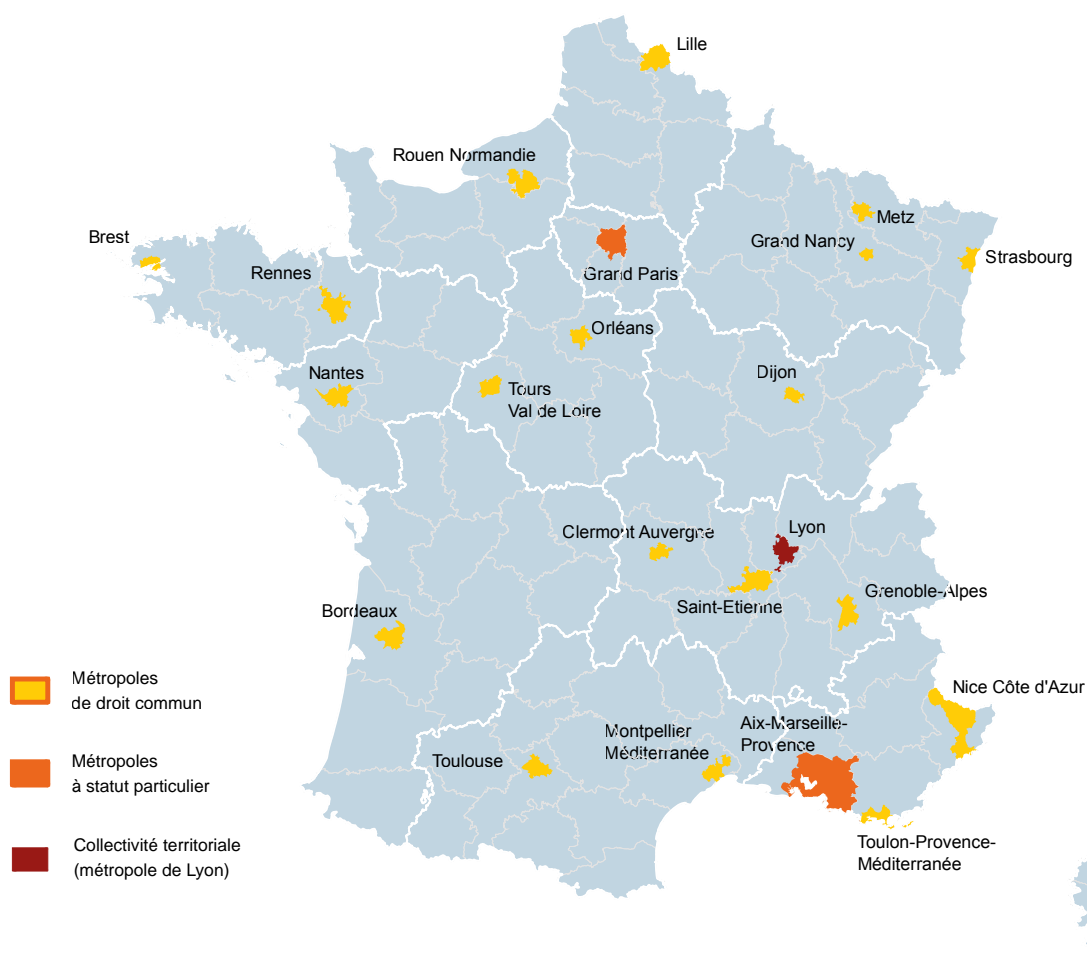 Lille
Rouen Normandie
Metz
Brest
Grand Nancy
Strasbourg
Rennes
Grand Paris
Orléans
Nantes
Dijon
Tours
Val de Loire
Clermont Auvergne
Lyon
Saint-Etienne
Grenoble-Alpes
Bordeaux
Métropoles
de droit commun
Nice Côte d'Azur
Montpellier
Méditerranée
Aix-Marseille-
Provence
Toulouse
Métropoles
à statut particulier
Toulon-Provence-
Méditerranée
Collectivité territoriale
(métropole de Lyon)